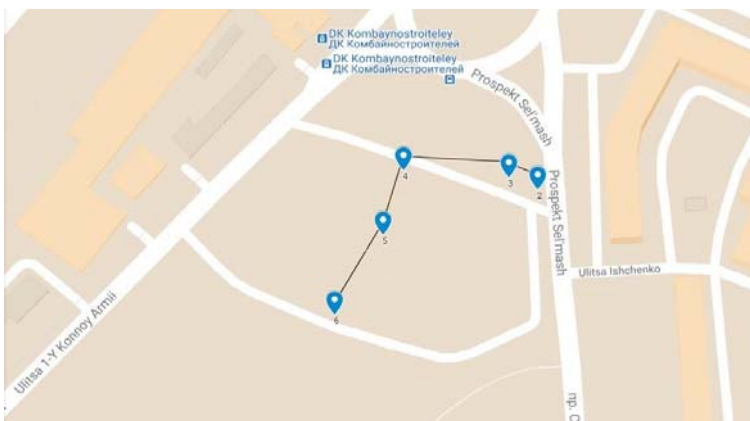 DK Kombaynostroiteley
ДК Комбайностроителей
DK Kombaynostroiteley
ДК Комбайностроителей
Prospekt Sel'mash
4
3
2
Prospekt Sel'mash
5
Ulitsa Ishchenko
6
Ulitsa 1-Y Konnoy Armii
пр. С